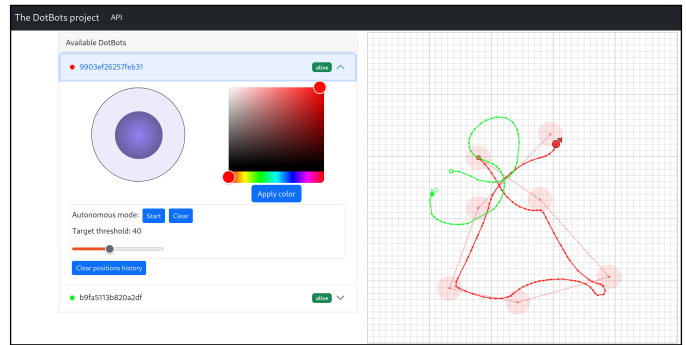 The DotBots project API
Available DotBots
9903ef26257feb31 alive
Apply color
Autonomous mode: Start Clear
Target threshold: 40
Clear positions history
b9fa5113b820a2df alive